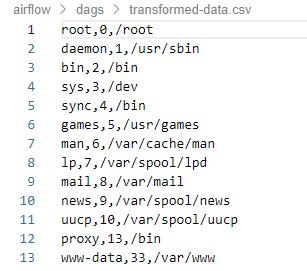 airflow > dags > transformed-data.csv
1 root,0,/root
2 daemon,1,/usr/sbin
3 bin,2,/bin
4 sys,3,/dev
5 sync,4,/bin
6 games,5,/usr/games
7 man,6,/var/cache/man
8 lp,7,/var/spool/lpd
9 mail,8,/var/mail
10 news,9,/var/spool/news
11 uucp,10,/var/spool/uucp
12 proxy,13,/bin
13 www-data,33,/var/www